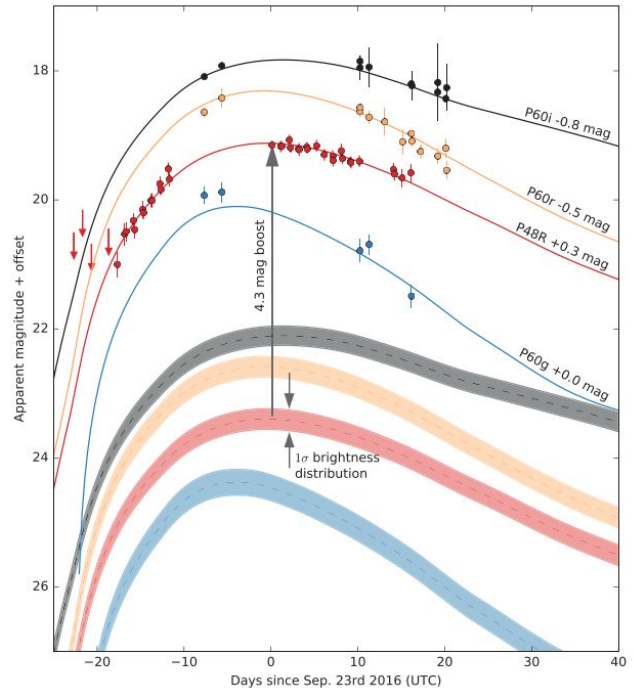 18
20
22
24
26
Apparent magnitude + offset
P60i -0.8 mag
P60r -0.5 mag
P48R +0.3 mag
P60g +0.0 mag
4.3 mag boost
1σ brightness
distribution
−20
−10
0
10
20
30
40
Days since Sep. 23rd 2016 (UTC)